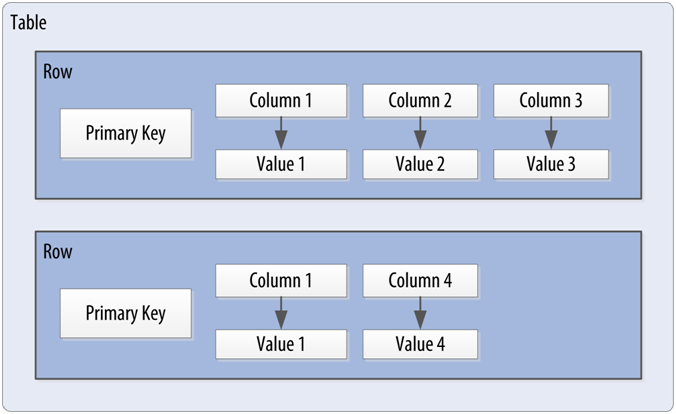 Table
Row
Primary Key
Column 1
Column 2
Column 3
Value 1
Value 2
Value 3
Row
Primary Key
Column 1
Column 4
Value 1
Value 4